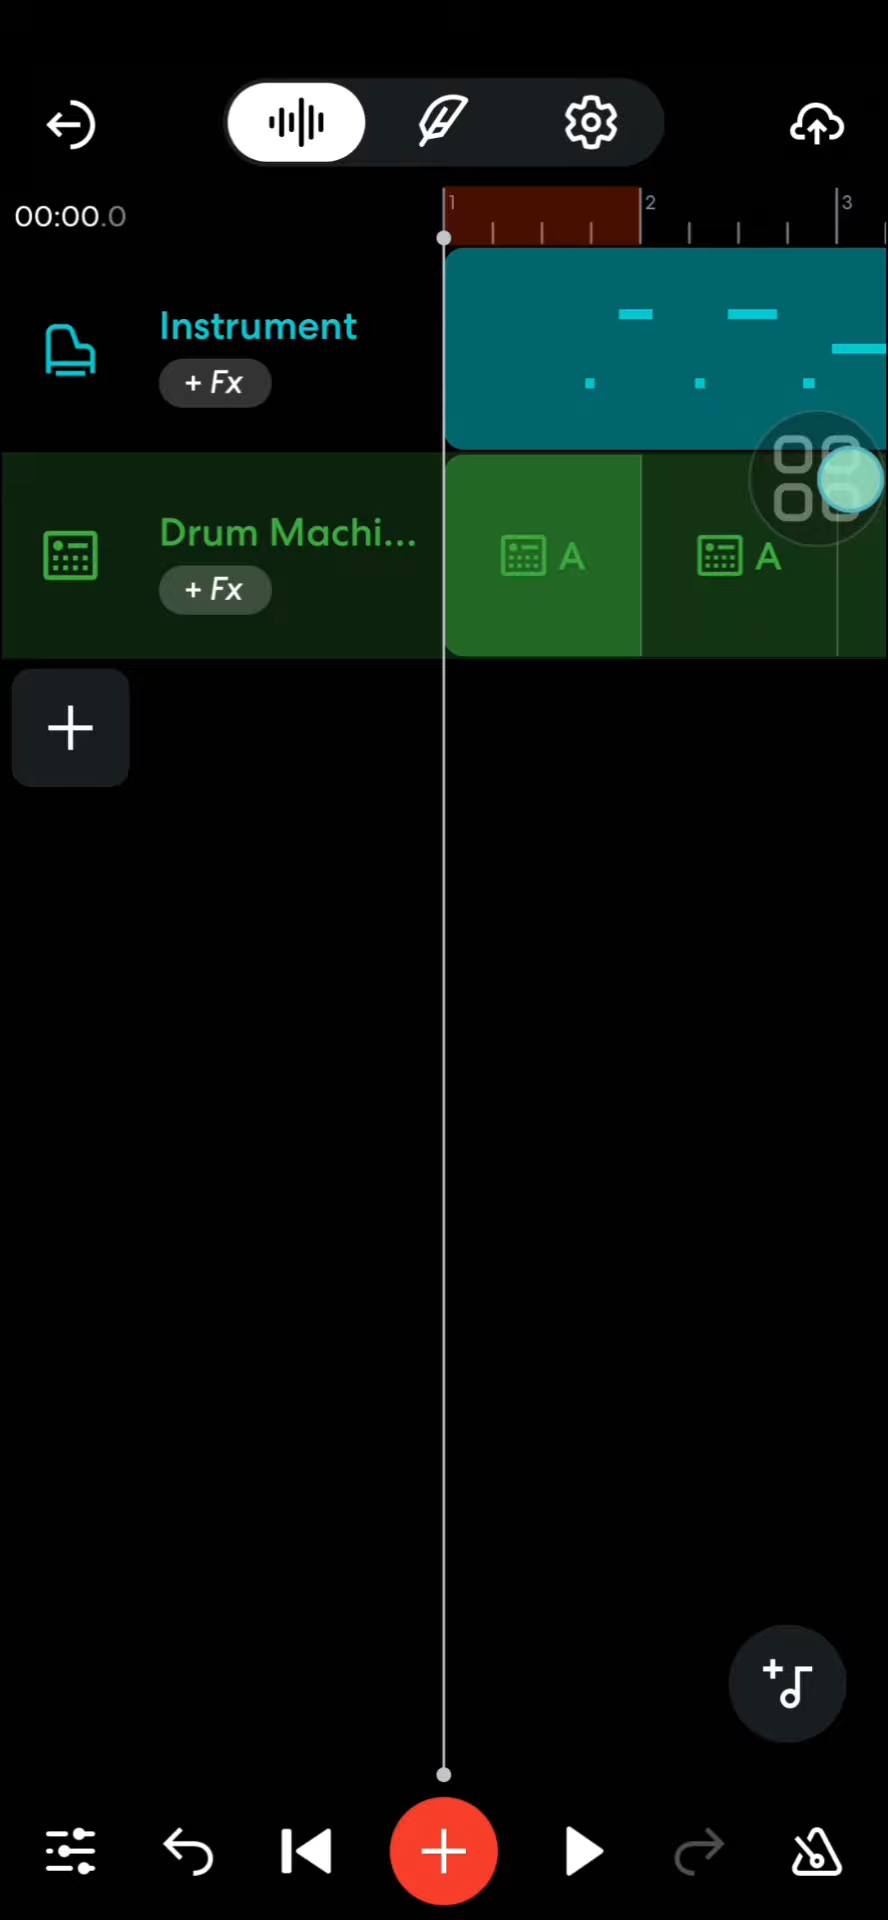 00:00.0
1 2 3
Instrument
+ Fx
Drum Machi...
+ Fx
A A